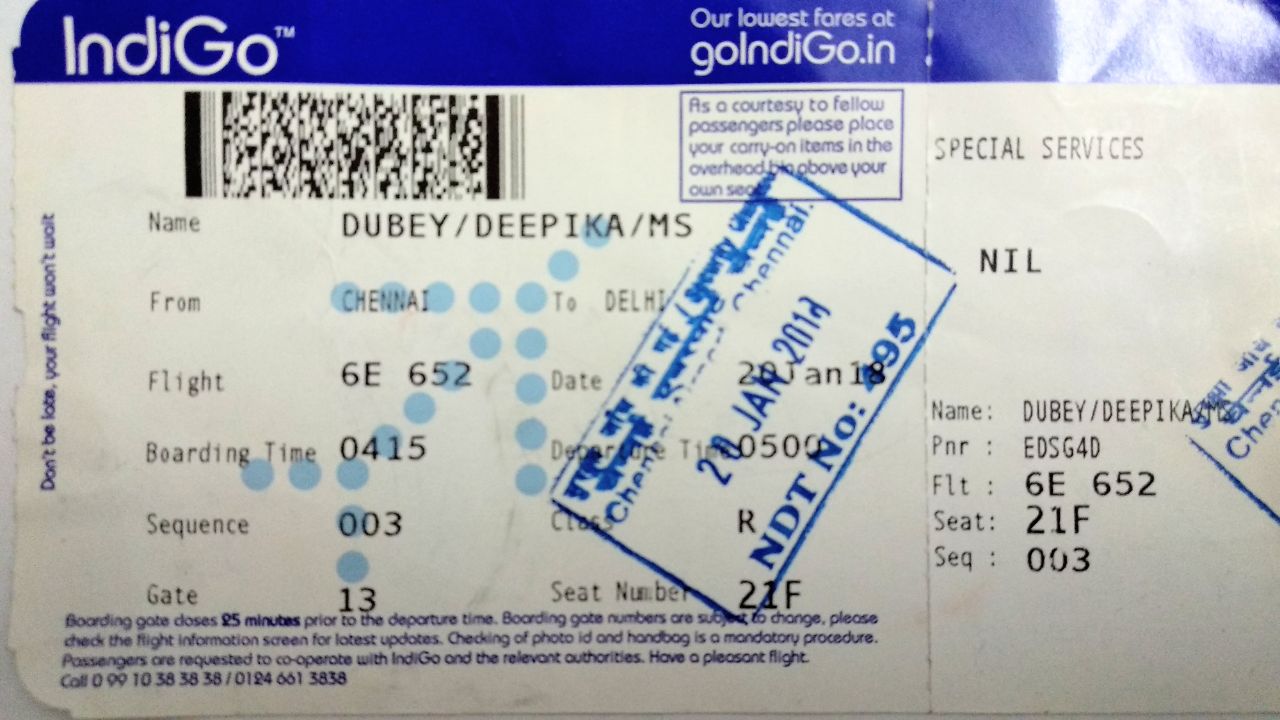 IndiGo™
Our lowest fares at
goIndiGo.in
As a courtesy to fellow
passengers please place
your carry-on items in the
overhead bin above your
own seat
SPECIAL SERVICES
NIL
Don't be late, your flight won't wait
Name DUBEY/DEEPIKA/MS
From CHENNAI To DELHI
Flight 6E 652 Date 20Jan18
Boarding Time 0415 Departure Time 0500
Sequence 003 Class R
Gate 13 Seat Number 21F
Boarding gate closes 25 minutes prior to the departure time. Boarding gate numbers are subject to change, please
check the flight information screen for latest updates. Checking of photo id and handbag is a mandatory procedure.
Passengers are requested to co-operate with IndiGo and the relevant authorities. Have a pleasant flight.
Call 0 99 10 38 38 38 / 0124 661 3838
Name: DUBEY/DEEPIKA/MS
Pnr : EDSG4D
Flt : 6E 652
Seat: 21F
Seq : 003
की गई / Security
Chennai Airport Chennai.
20 JAN 2018
NDT No: 495
Che